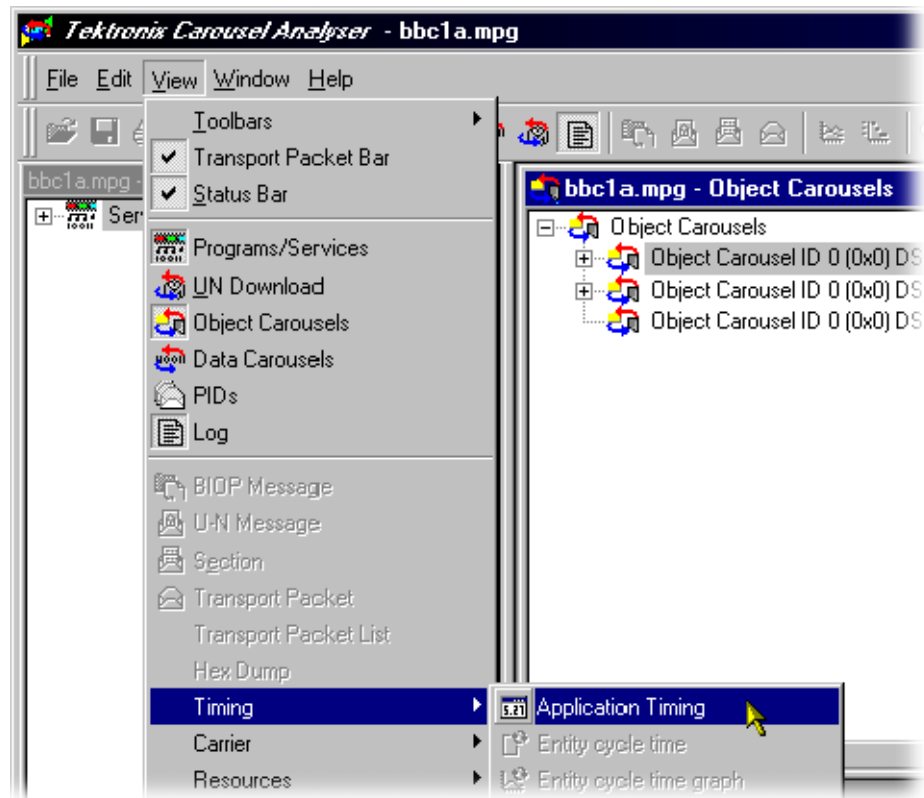 Tektronix Carousel Analyser - bbc1a.mpg
File Edit View Window Help
Toolbars
Transport Packet Bar
Status Bar
Programs/Services
UN Download
Object Carousels
Data Carousels
PIDs
Log
BIOP Message
U-N Message
Section
Transport Packet
Transport Packet List
Hex Dump
Timing
Carrier
Resources
bbc1a.mpg -
Ser
bbc1a.mpg - Object Carousels
Object Carousels
Object Carousel ID 0 (0x0) DS
Object Carousel ID 0 (0x0) DS
Object Carousel ID 0 (0x0) DS
Application Timing
Entity cycle time
Entity cycle time graph